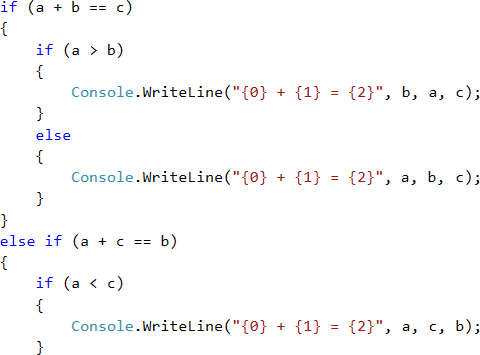 if (a + b == c)
{
    if (a > b)
    {
        Console.WriteLine("{0} + {1} = {2}", b, a, c);
    }
    else
    {
        Console.WriteLine("{0} + {1} = {2}", a, b, c);
    }
}
else if (a + c == b)
{
    if (a < c)
    {
        Console.WriteLine("{0} + {1} = {2}", a, c, b);
    }